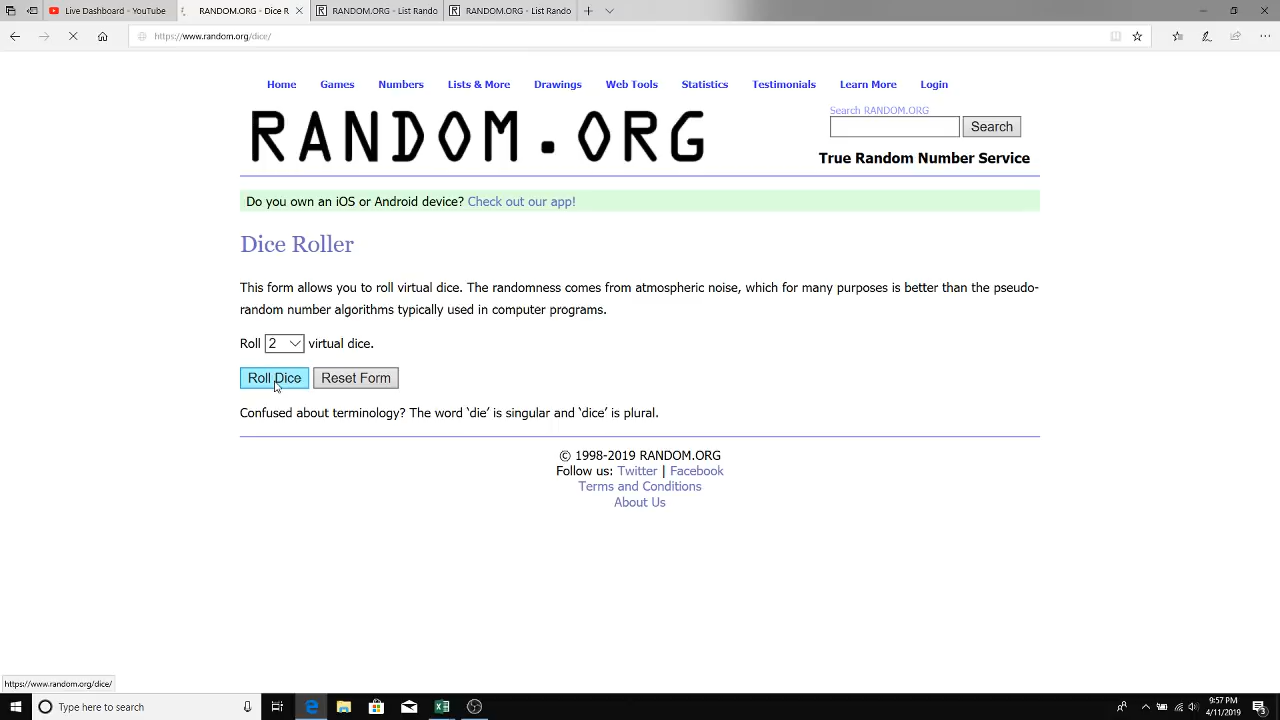 Live Dashboard - YouTube
RANDOM.ORG - Dice R
RANDOM.ORG - List Rando
RANDOM.ORG - List Rando
https://www.random.org/dice/
Home Games Numbers Lists & More Drawings Web Tools Statistics Testimonials Learn More Login
RANDOM.ORG
Search RANDOM.ORG
Search
True Random Number Service
Do you own an iOS or Android device? Check out our app!
Dice Roller
This form allows you to roll virtual dice. The randomness comes from atmospheric noise, which for many purposes is better than the pseudo-
random number algorithms typically used in computer programs.
Roll 2 virtual dice.
Roll Dice Reset Form
Confused about terminology? The word ‘die’ is singular and ‘dice’ is plural.
© 1998-2019 RANDOM.ORG
Follow us: Twitter | Facebook
Terms and Conditions
About Us
https://www.random.org/dice/
Type here to search
9:57 PM
4/11/2019
3